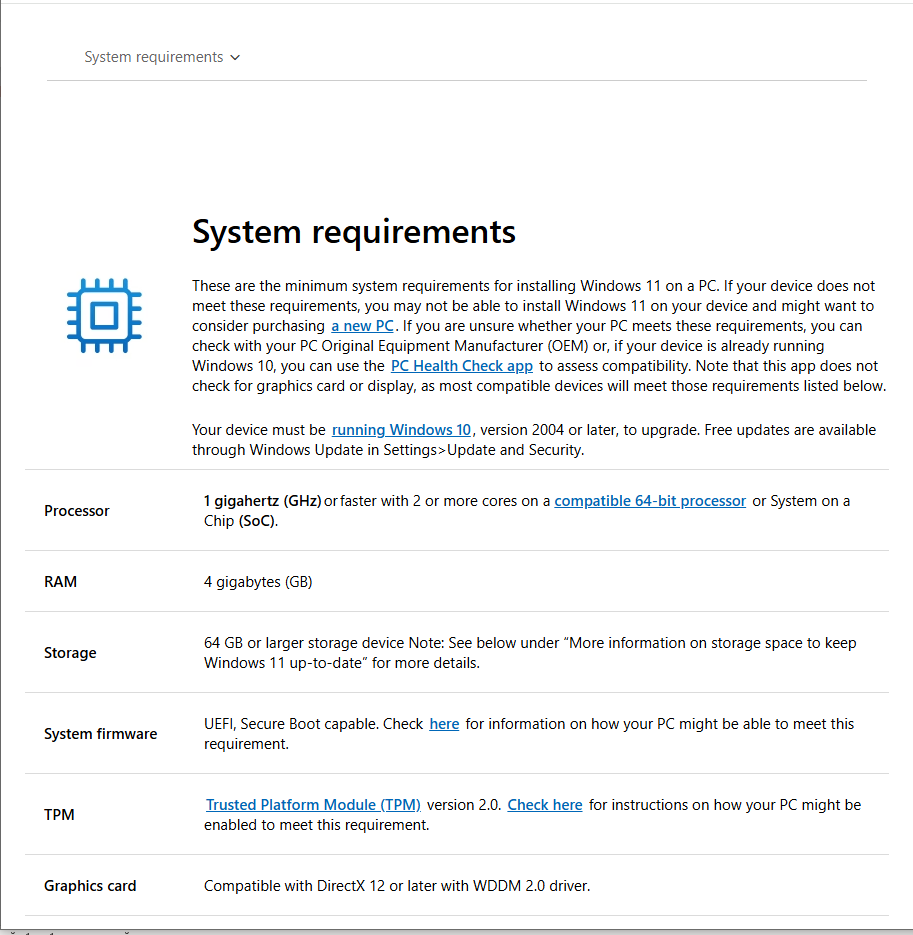 System requirements
System requirements
These are the minimum system requirements for installing Windows 11 on a PC. If your device does not
meet these requirements, you may not be able to install Windows 11 on your device and might want to
consider purchasing a new PC. If you are unsure whether your PC meets these requirements, you can
check with your PC Original Equipment Manufacturer (OEM) or, if your device is already running
Windows 10, you can use the PC Health Check app to assess compatibility. Note that this app does not
check for graphics card or display, as most compatible devices will meet those requirements listed below.
Your device must be running Windows 10, version 2004 or later, to upgrade. Free updates are available
through Windows Update in Settings>Update and Security.
Processor
1 gigahertz (GHz) or faster with 2 or more cores on a compatible 64-bit processor or System on a
Chip (SoC).
RAM
4 gigabytes (GB)
Storage
64 GB or larger storage device Note: See below under “More information on storage space to keep
Windows 11 up-to-date” for more details.
System firmware
UEFI, Secure Boot capable. Check here for information on how your PC might be able to meet this
requirement.
TPM
Trusted Platform Module (TPM) version 2.0. Check here for instructions on how your PC might be
enabled to meet this requirement.
Graphics card
Compatible with DirectX 12 or later with WDDM 2.0 driver.